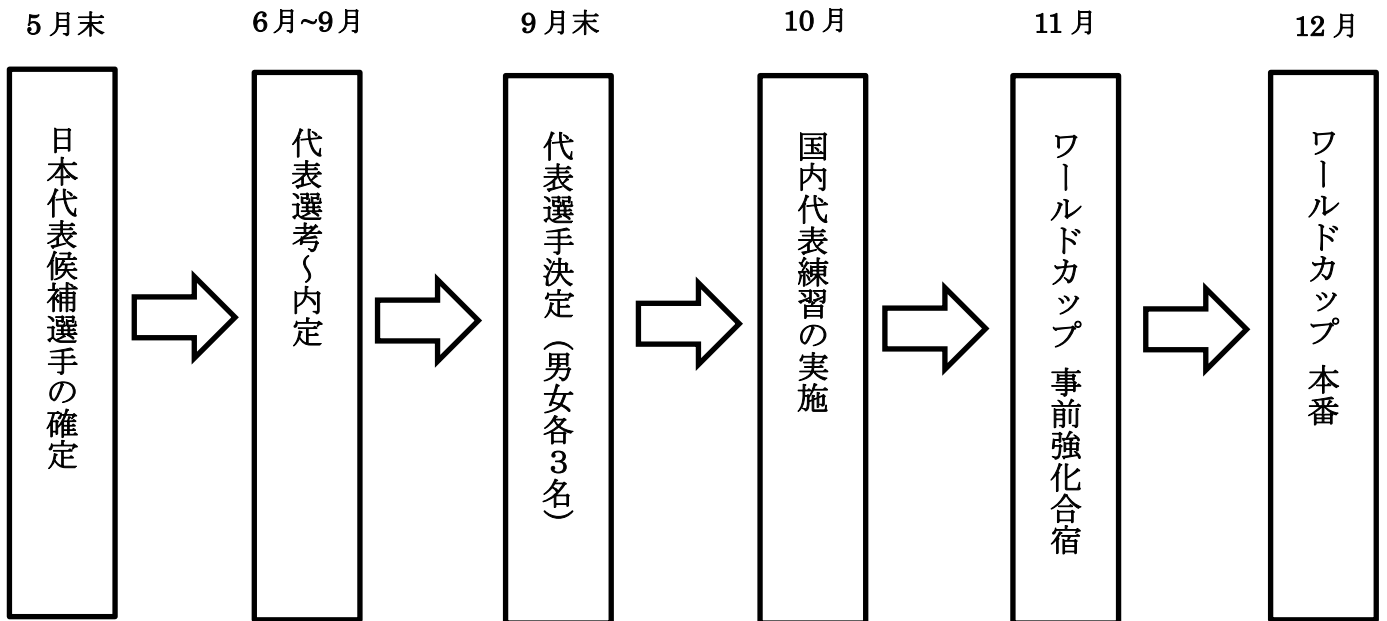 5月末
6月~9月
9月末
10月
11月
12月
日本代表候補選手の確定
代表選考～内定
代表選手決定（男女各３名）
国内代表練習の実施
ワールドカップ 事前強化合宿
ワールドカップ 本番